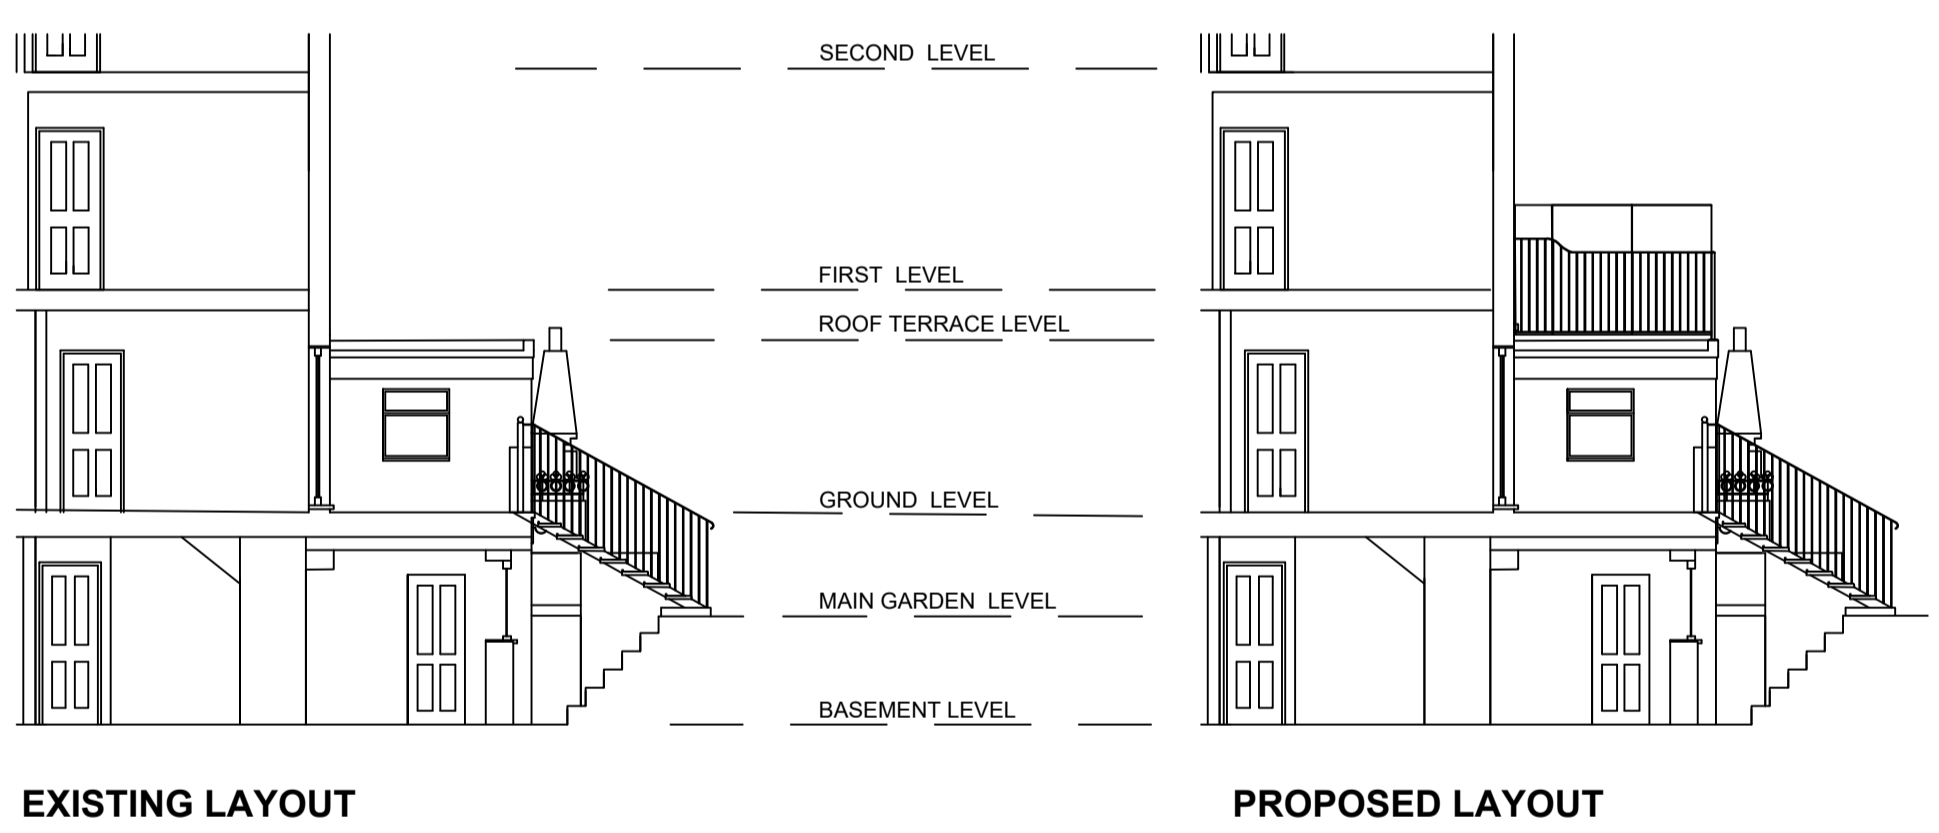 SECOND LEVEL
FIRST LEVEL
ROOF TERRACE LEVEL
GROUND LEVEL
MAIN GARDEN LEVEL
BASEMENT LEVEL
EXISTING LAYOUT
PROPOSED LAYOUT